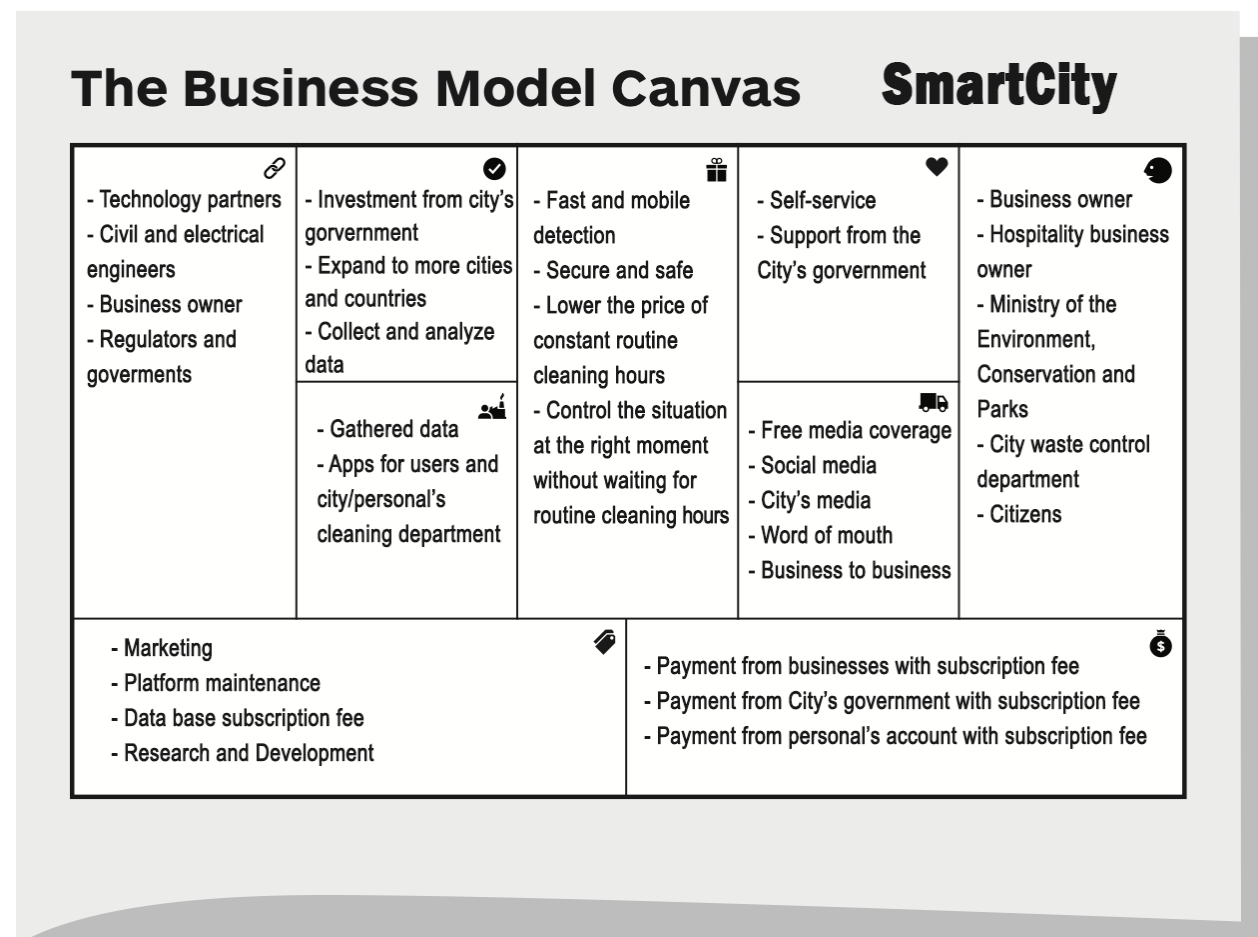 The Business Model Canvas SmartCity
- Technology partners
- Civil and electrical
engineers
- Business owner
- Regulators and
goverments
- Investment from city's
gorvernment
- Expand to more cities
and countries
- Collect and analyze
data
- Gathered data
- Apps for users and
city/personal's
cleaning department
- Fast and mobile
detection
- Secure and safe
- Lower the price of
constant routine
cleaning hours
- Control the situation
at the right moment
without waiting for
routine cleaning hours
- Self-service
- Support from the
City's gorvernment
- Free media coverage
- Social media
- City's media
- Word of mouth
- Business to business
- Business owner
- Hospitality business
owner
- Ministry of the
Environment,
Conservation and
Parks
- City waste control
department
- Citizens
- Marketing
- Platform maintenance
- Data base subscription fee
- Research and Development
$
- Payment from businesses with subscription fee
- Payment from City's government with subscription fee
- Payment from personal's account with subscription fee